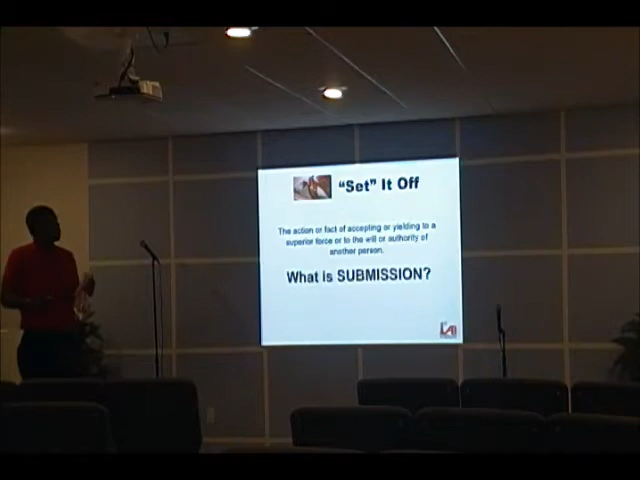 “Set” It Off
The action or fact of accepting or yielding to a
superior force or to the will or authority of
another person.
What is SUBMISSION?